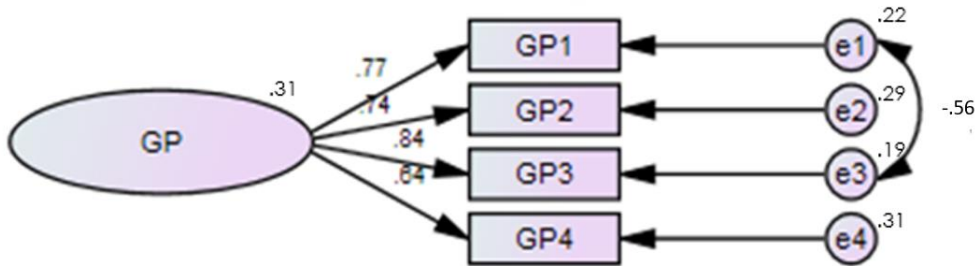 .22
GP1
e1
.77
.31
.74
GP2
e2
.29
-.56
GP
.84
GP3
e3
.19
.64
GP4
e4
.31